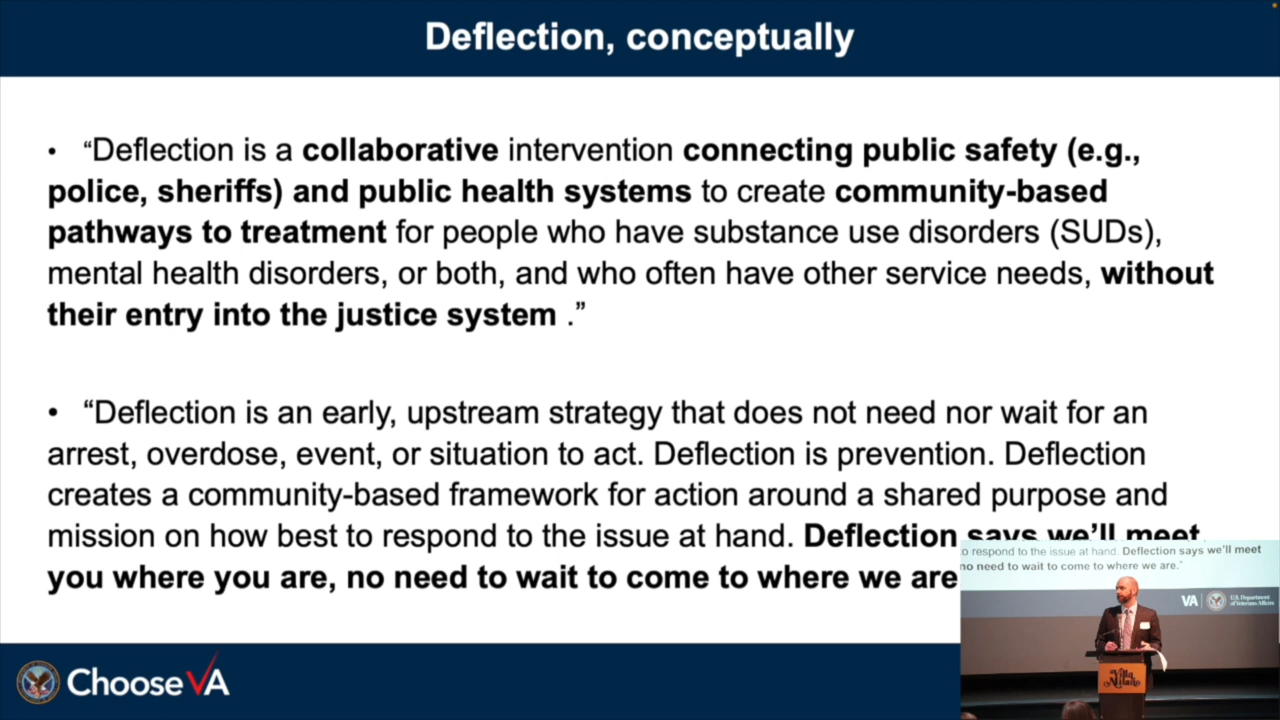 Deflection, conceptually
• “Deflection is a collaborative intervention connecting public safety (e.g.,
police, sheriffs) and public health systems to create community-based
pathways to treatment for people who have substance use disorders (SUDs),
mental health disorders, or both, and who often have other service needs, without
their entry into the justice system .”
• “Deflection is an early, upstream strategy that does not need nor wait for an
arrest, overdose, event, or situation to act. Deflection is prevention. Deflection
creates a community-based framework for action around a shared purpose and
mission on how best to respond to the issue at hand. Deflection says we’ll meet
you where you are, no need to wait to come to where we are
o respond to the issue at hand. Deflection says we’ll meet
no need to wait to come to where we are.”
VA
U.S. Department
of Veterans Affairs
Villa
Milano
Choose VA